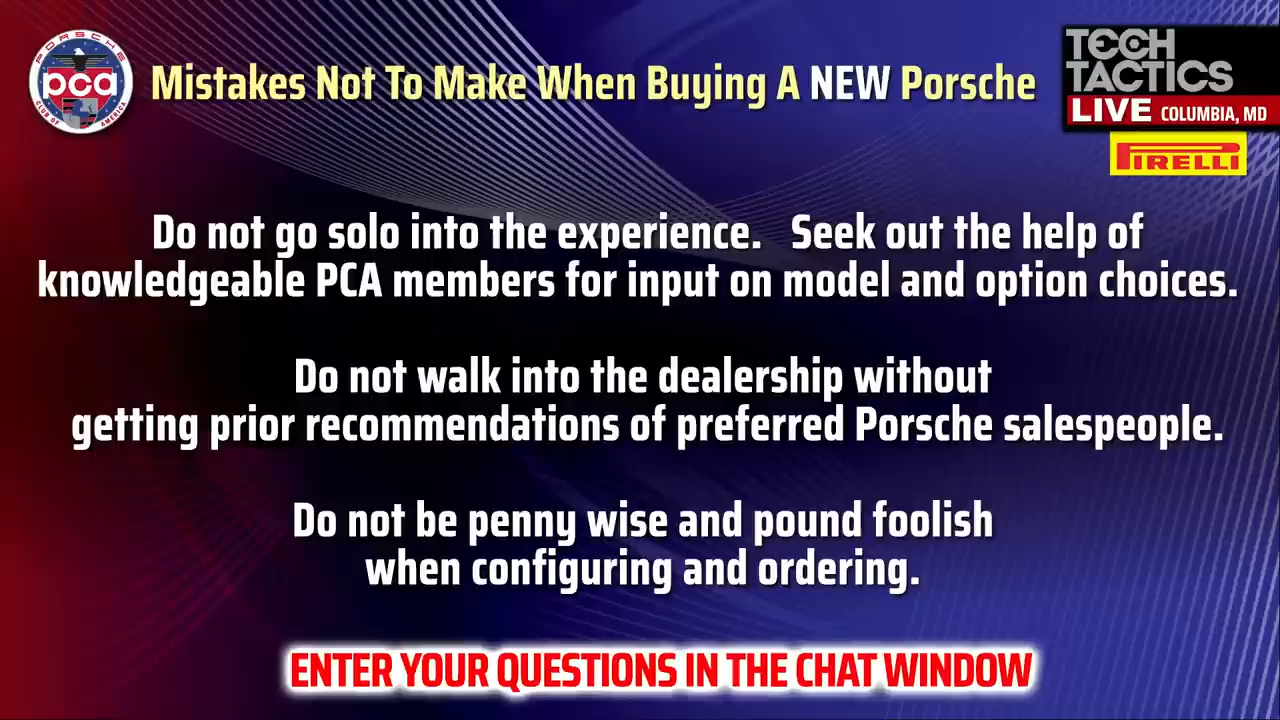 PORSCHE
pca
CLUB OF AMERICA
Mistakes Not To Make When Buying A NEW Porsche
TECH
TACTICS
LIVE COLUMBIA, MD
PIRELLI
Do not go solo into the experience. Seek out the help of
knowledgeable PCA members for input on model and option choices.
Do not walk into the dealership without
getting prior recommendations of preferred Porsche salespeople.
Do not be penny wise and pound foolish
when configuring and ordering.
ENTER YOUR QUESTIONS IN THE CHAT WINDOW